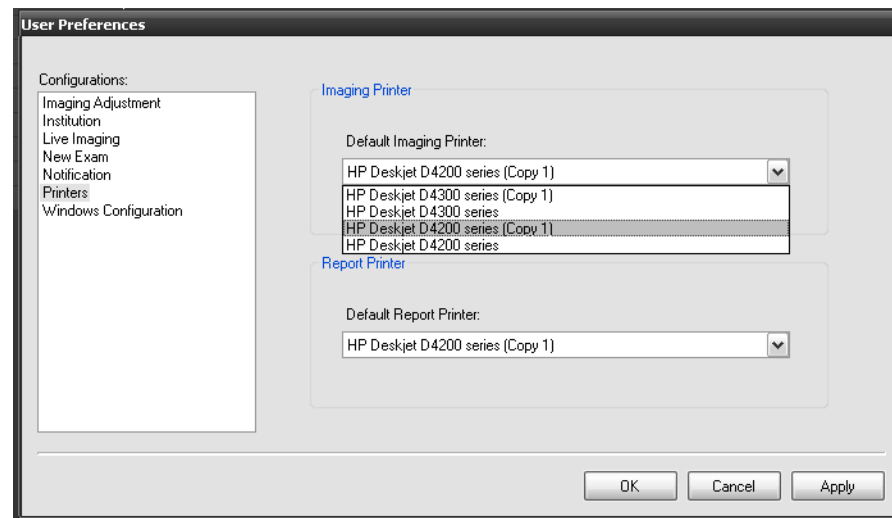 User Preferences
Configurations:
Imaging Adjustment
Institution
Live Imaging
New Exam
Notification
Printers
Windows Configuration
Imaging Printer
Default Imaging Printer:
HP Deskjet D4200 series (Copy 1)
HP Deskjet D4300 series (Copy 1)
HP Deskjet D4300 series
HP Deskjet D4200 series (Copy 1)
HP Deskjet D4200 series
Report Printer
Default Report Printer:
HP Deskjet D4200 series (Copy 1)
OK Cancel Apply